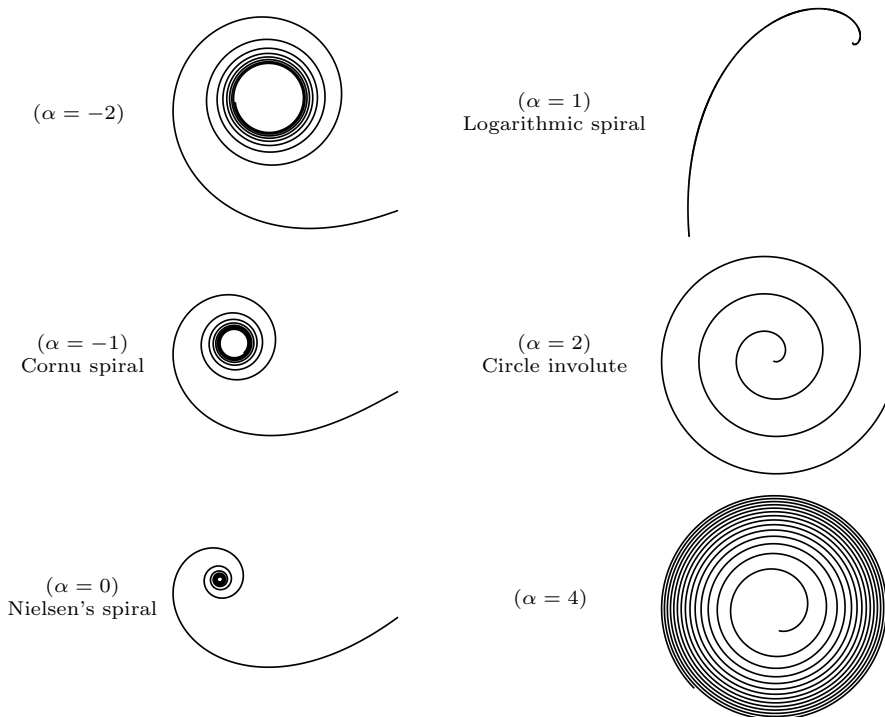 (α = −2)
(α = 1)
Logarithmic spiral
(α = −1)
Cornu spiral
(α = 2)
Circle involute
(α = 0)
Nielsen's spiral
(α = 4)